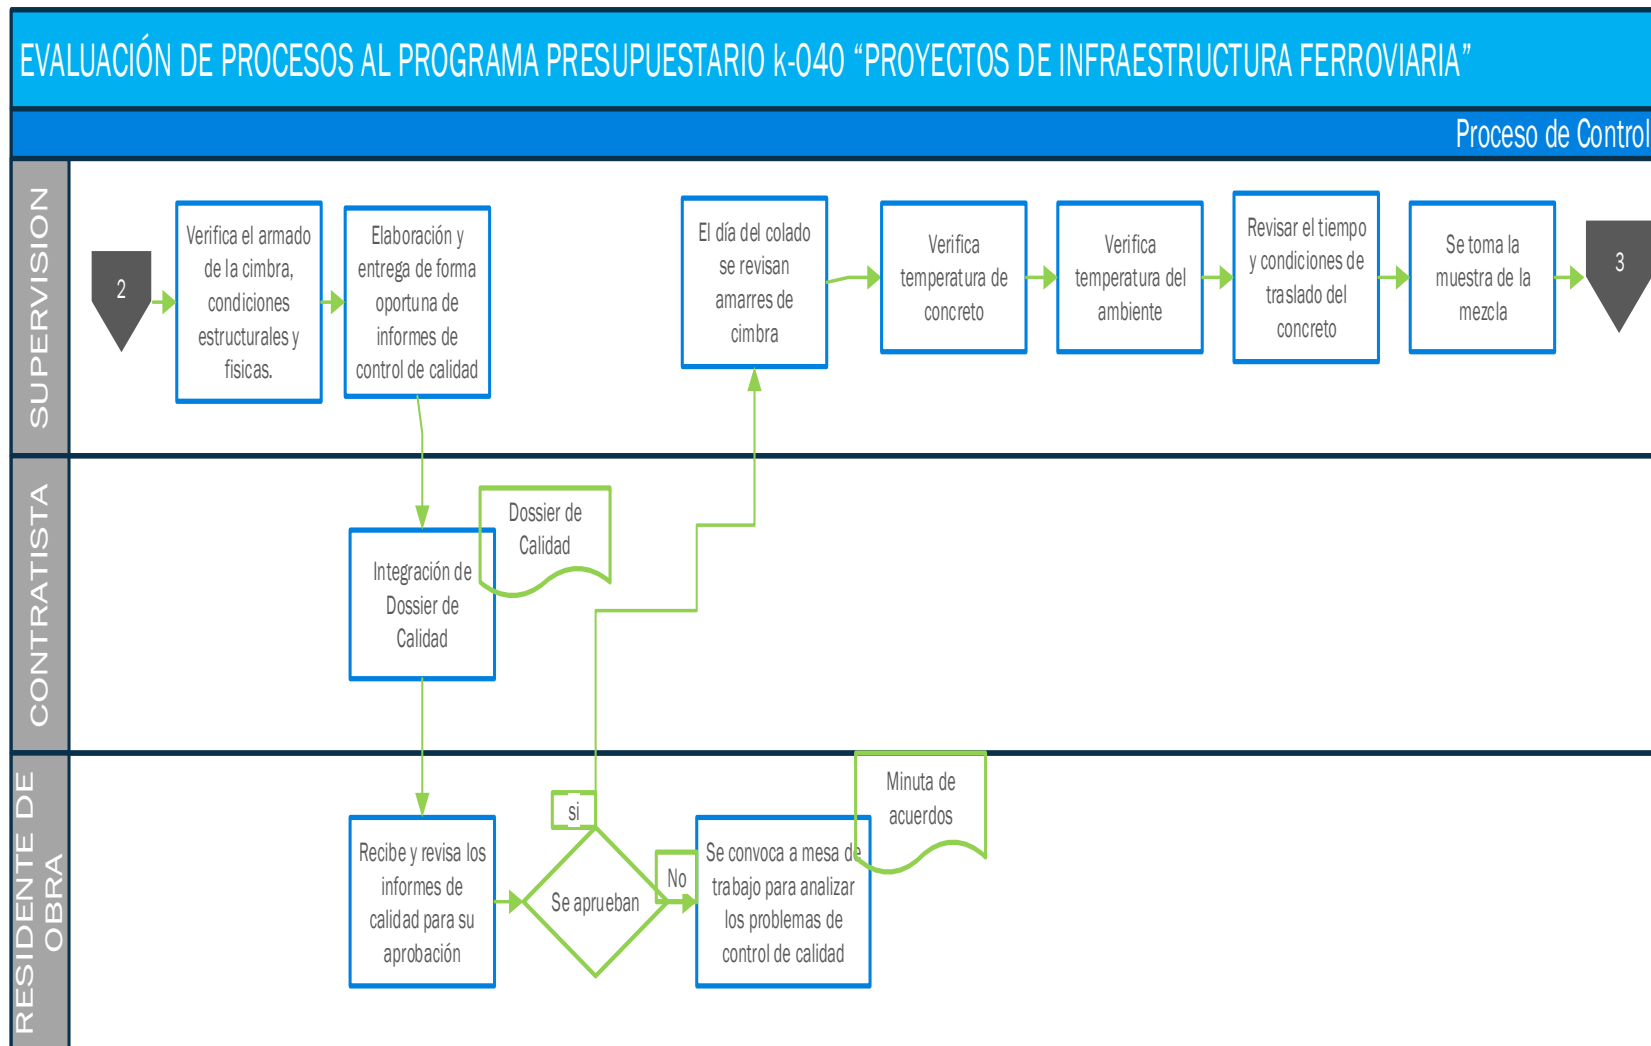 EVALUACIÓN DE PROCESOS AL PROGRAMA PRESUPUESTARIO k-040 “PROYECTOS DE INFRAESTRUCTURA FERROVIARIA”
Proceso de Control
SUPERVISION
2
Verifica el armado
de la cimbra,
condiciones
estructurales y
fisicas.
Elaboración y
entrega de forma
oportuna de
informes de
control de calidad
El día del colado
se revisan
amarres de
cimbra
Verifica
temperatura de
concreto
Verifica
temperatura del
ambiente
Revisar el tiempo
y condiciones de
traslado del
concreto
Se toma la
muestra de la
mezcla
3
CONTRATISTA
Integración de
Dossier de
Calidad
Dossier de
Calidad
RESIDENTE DE
OBRA
Recibe y revisa los
informes de
calidad para su
aprobación
si
Se aprueban
No
Se convoca a mesa de
trabajo para analizar
los problemas de
control de calidad
Minuta de
acuerdos